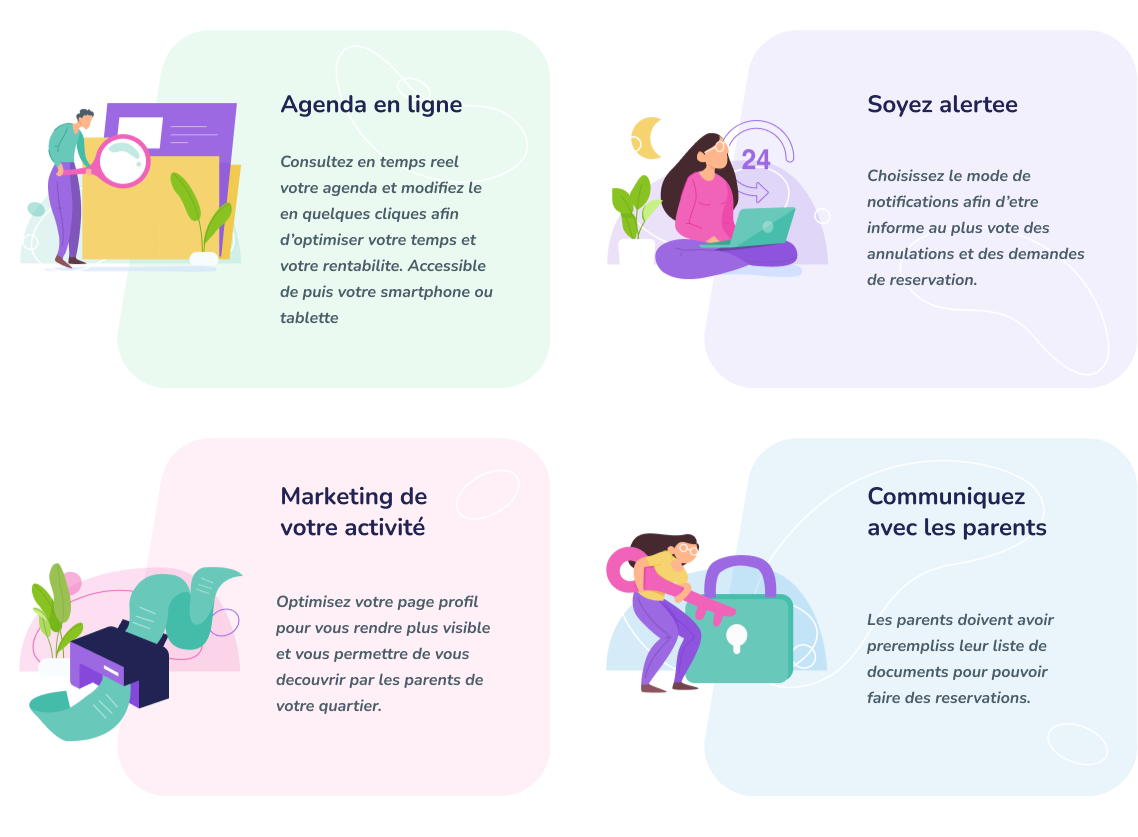 Agenda en ligne
Consultez en temps reel
votre agenda et modifiez le
en quelques cliques afin
d’optimiser votre temps et
votre rentabilite. Accessible
de puis votre smartphone ou
tablette
Soyez alertee
24
Choisissez le mode de
notifications afin d’etre
informe au plus vote des
annulations et des demandes
de reservation.
Marketing de
votre activité
Optimisez votre page profil
pour vous rendre plus visible
et vous permettre de vous
decouvrir par les parents de
votre quartier.
Communiquez
avec les parents
Les parents doivent avoir
prerempliss leur liste de
documents pour pouvoir
faire des reservations.